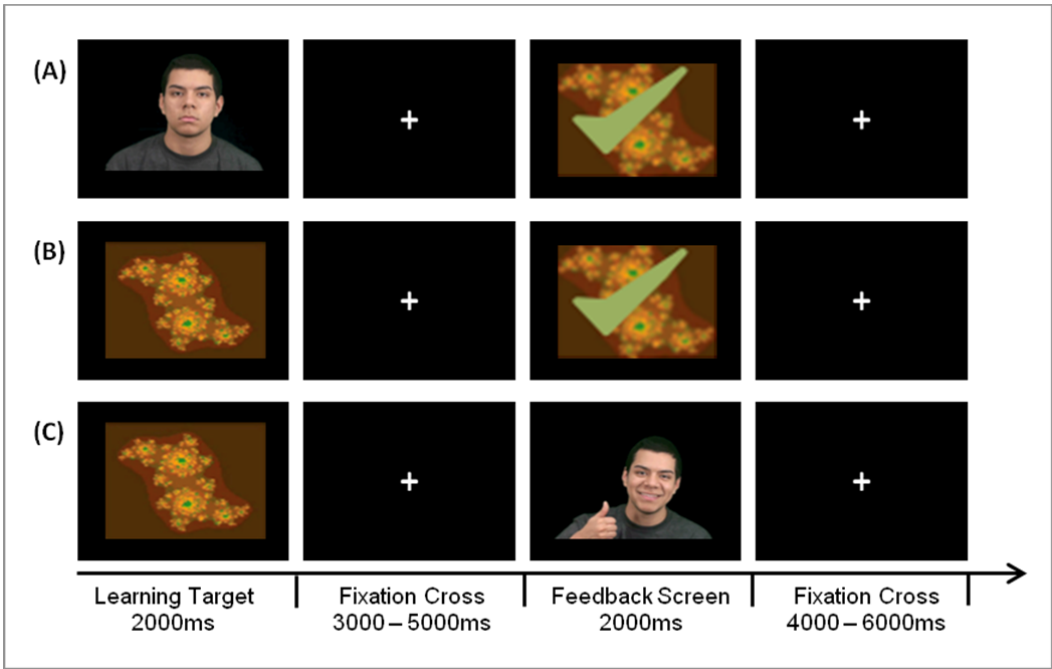 (A)
(B)
(C)
Learning Target
2000ms
Fixation Cross
3000 – 5000ms
Feedback Screen
2000ms
Fixation Cross
4000 – 6000ms